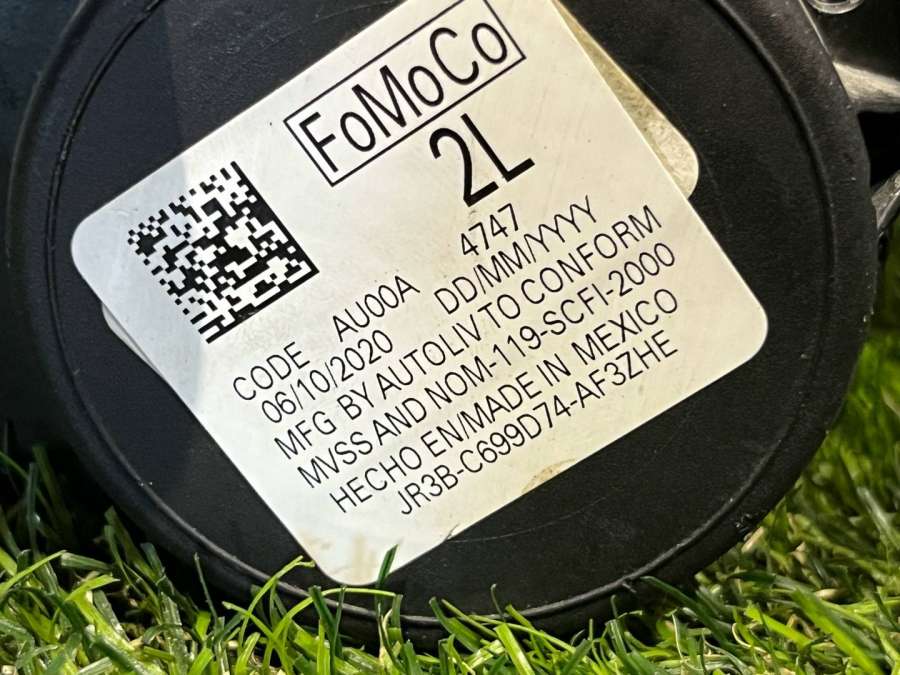 FoMoCo
2L
CODE AU00A 4747
06/10/2020 DD/MM/YYYY
MFG BY AUTOLIV TO CONFORM
MVSS AND NOM-119-SCFI-2000
HECHO EN/MADE IN MEXICO
JR3B-C699D74-AF3ZHE